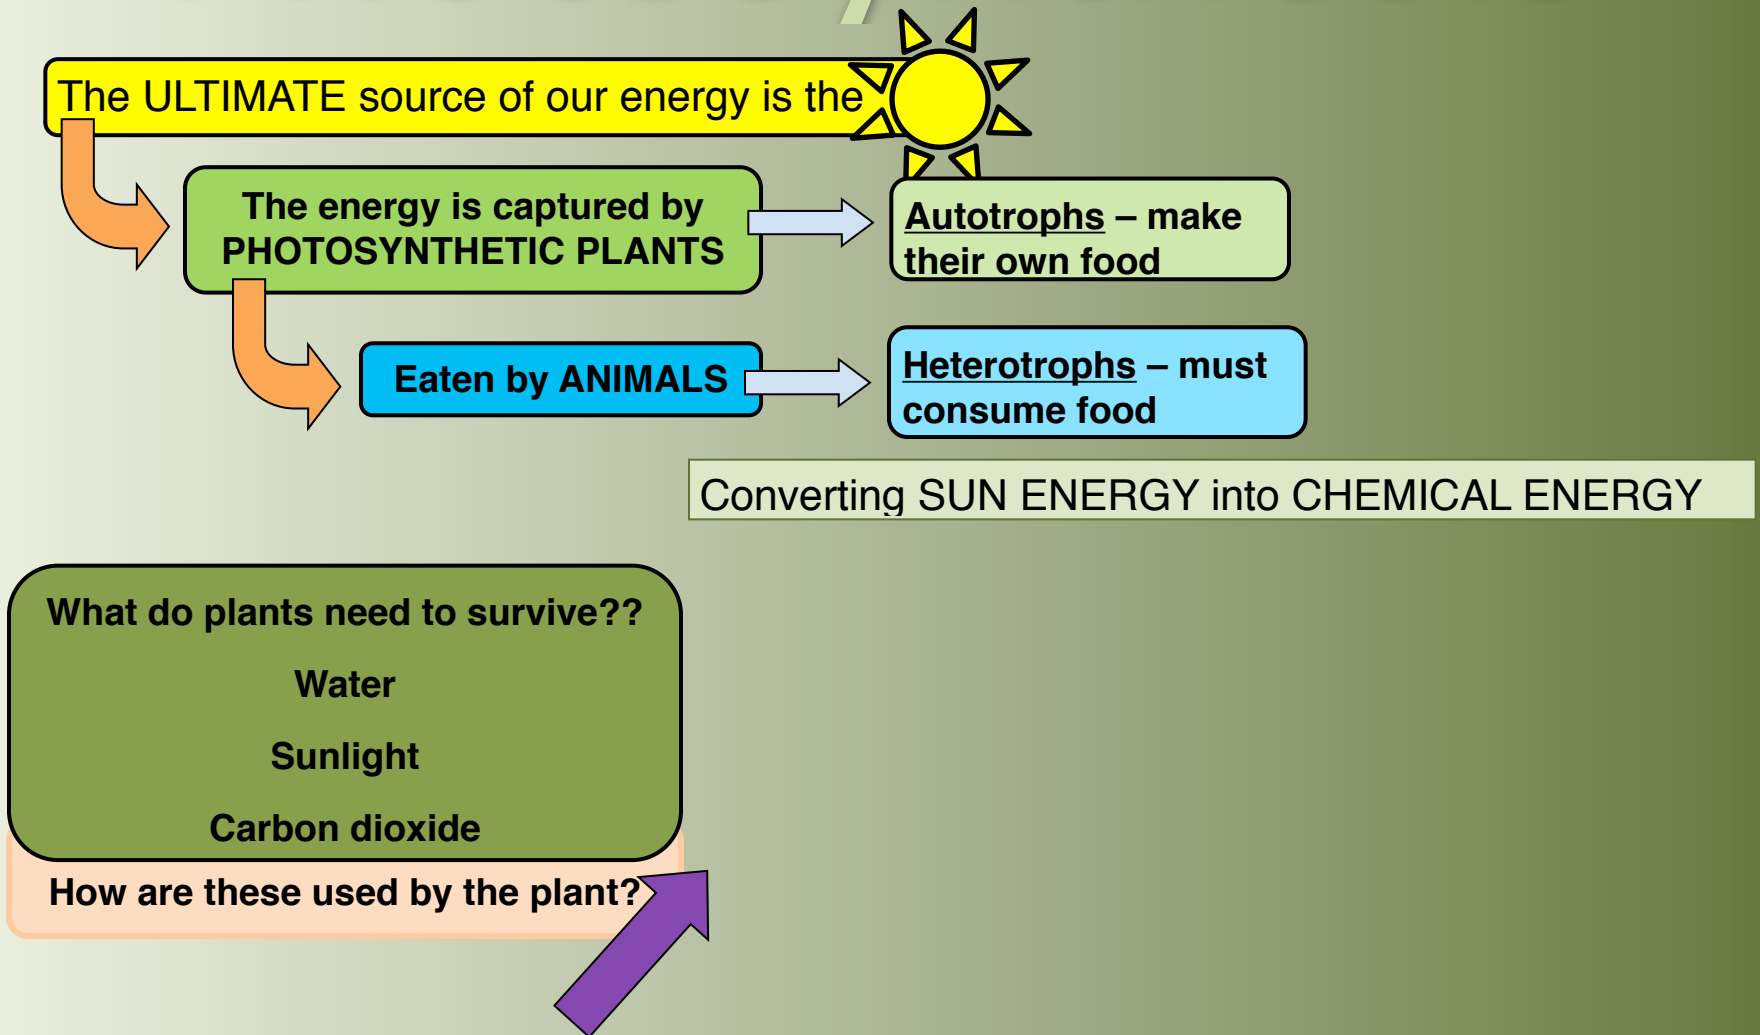 The ULTIMATE source of our energy is the
The energy is captured by
PHOTOSYNTHETIC PLANTS
Autotrophs – make
their own food
Eaten by ANIMALS
Heterotrophs – must
consume food
Converting SUN ENERGY into CHEMICAL ENERGY
What do plants need to survive??
Water
Sunlight
Carbon dioxide
How are these used by the plant?